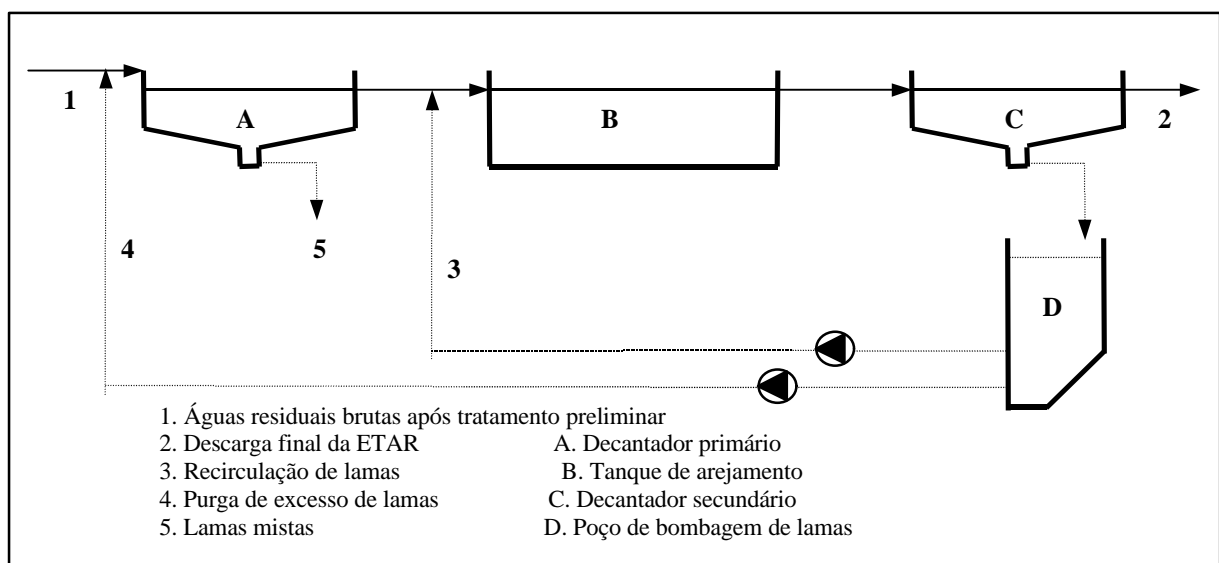 1
A
B
C
2
4
5
3
D
1. Águas residuais brutas após tratamento preliminar
2. Descarga final da ETAR A. Decantador primário
3. Recirculação de lamas B. Tanque de arejamento
4. Purga de excesso de lamas C. Decantador secundário
5. Lamas mistas D. Poço de bombagem de lamas